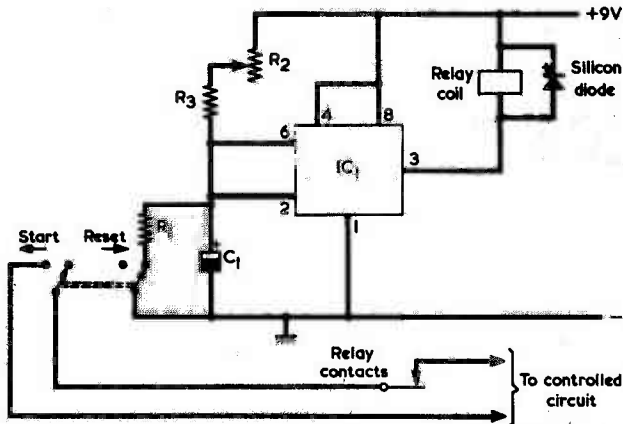 +9V
R2
R3
Relay
coil
Silicon
diode
4
8
6
IC1
3
2
1
R1
Start
Reset
+
C1
Relay
contacts
To controlled
circuit